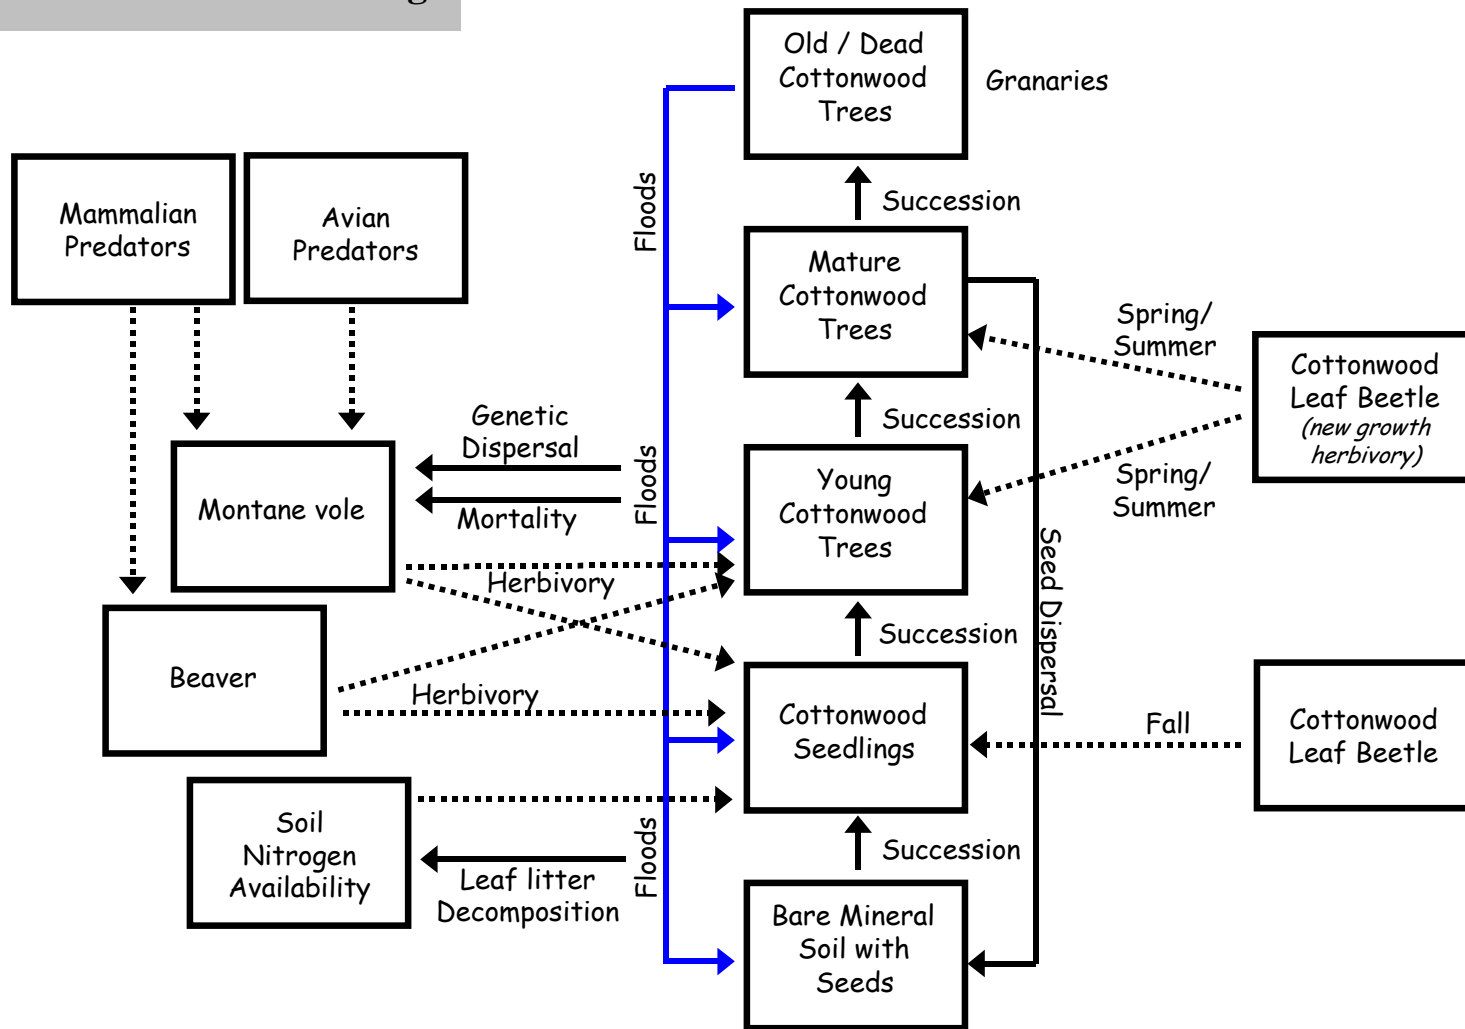 Old / Dead
Cottonwood
Trees
Granaries
Floods
Succession
Mammalian
Predators
Avian
Predators
Mature
Cottonwood
Trees
Spring/
Summer
Cottonwood
Leaf Beetle
(new growth
herbivory)
Succession
Genetic
Dispersal
Mortality
Floods
Montane vole
Young
Cottonwood
Trees
Spring/
Summer
Seed Dispersal
Herbivory
Succession
Beaver
Herbivory
Cottonwood
Seedlings
Fall
Cottonwood
Leaf Beetle
Soil
Nitrogen
Availability
Leaf litter
Decomposition
Floods
Succession
Bare Mineral
Soil with
Seeds